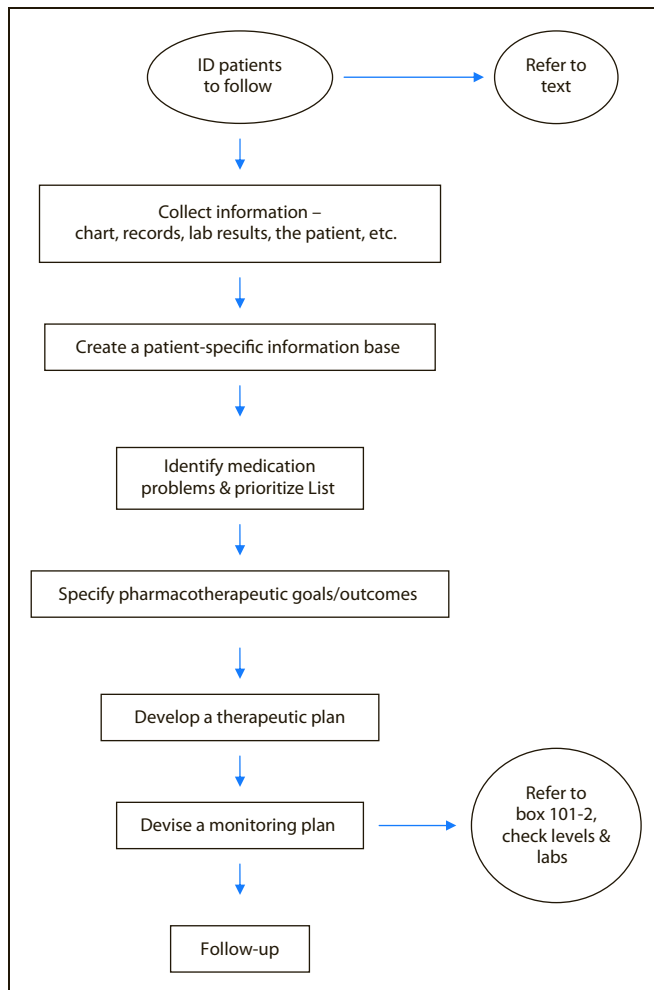 ID patients
to follow
Refer to
text
Collect information –
chart, records, lab results, the patient, etc.
Create a patient-specific information base
Identify medication
problems & prioritize List
Specify pharmacotherapeutic goals/outcomes
Develop a therapeutic plan
Devise a monitoring plan
Refer to
box 101-2,
check levels &
labs
Follow-up